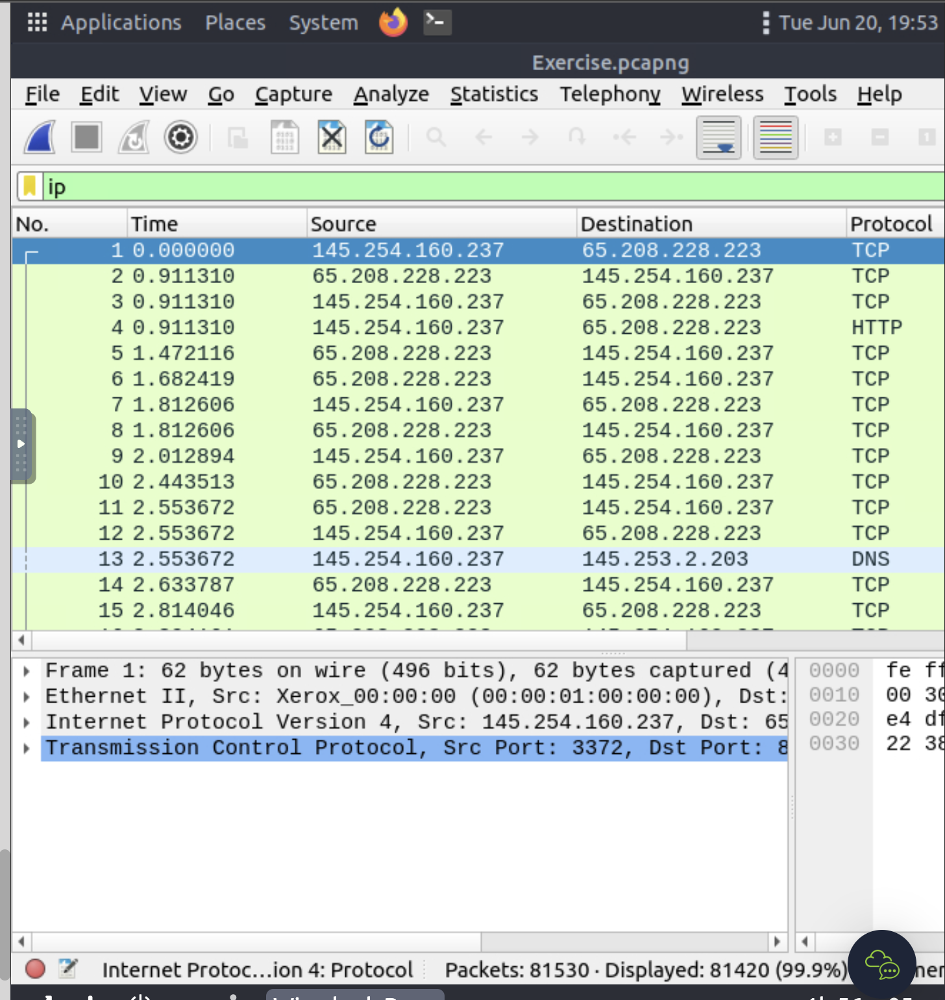 Applications Places System Tue Jun 20, 19:53
Exercise.pcapng
File Edit View Go Capture Analyze Statistics Telephony Wireless Tools Help
ip
No. Time Source Destination Protocol
1 0.000000 145.254.160.237 65.208.228.223 TCP
2 0.911310 65.208.228.223 145.254.160.237 TCP
3 0.911310 145.254.160.237 65.208.228.223 TCP
4 0.911310 145.254.160.237 65.208.228.223 HTTP
5 1.472116 65.208.228.223 145.254.160.237 TCP
6 1.682419 65.208.228.223 145.254.160.237 TCP
7 1.812606 145.254.160.237 65.208.228.223 TCP
8 1.812606 65.208.228.223 145.254.160.237 TCP
9 2.012894 145.254.160.237 65.208.228.223 TCP
10 2.443513 65.208.228.223 145.254.160.237 TCP
11 2.553672 65.208.228.223 145.254.160.237 TCP
12 2.553672 145.254.160.237 65.208.228.223 TCP
13 2.553672 145.254.160.237 145.253.2.203 DNS
14 2.633787 65.208.228.223 145.254.160.237 TCP
15 2.814046 145.254.160.237 65.208.228.223 TCP
Frame 1: 62 bytes on wire (496 bits), 62 bytes captured (4
Ethernet II, Src: Xerox_00:00:00 (00:00:01:00:00:00), Dst:
Internet Protocol Version 4, Src: 145.254.160.237, Dst: 65
Transmission Control Protocol, Src Port: 3372, Dst Port: 8
0000 fe ff
0010 00 30
0020 e4 df
0030 22 38
Internet Protoc...ion 4: Protocol Packets: 81530 · Displayed: 81420 (99.9%)